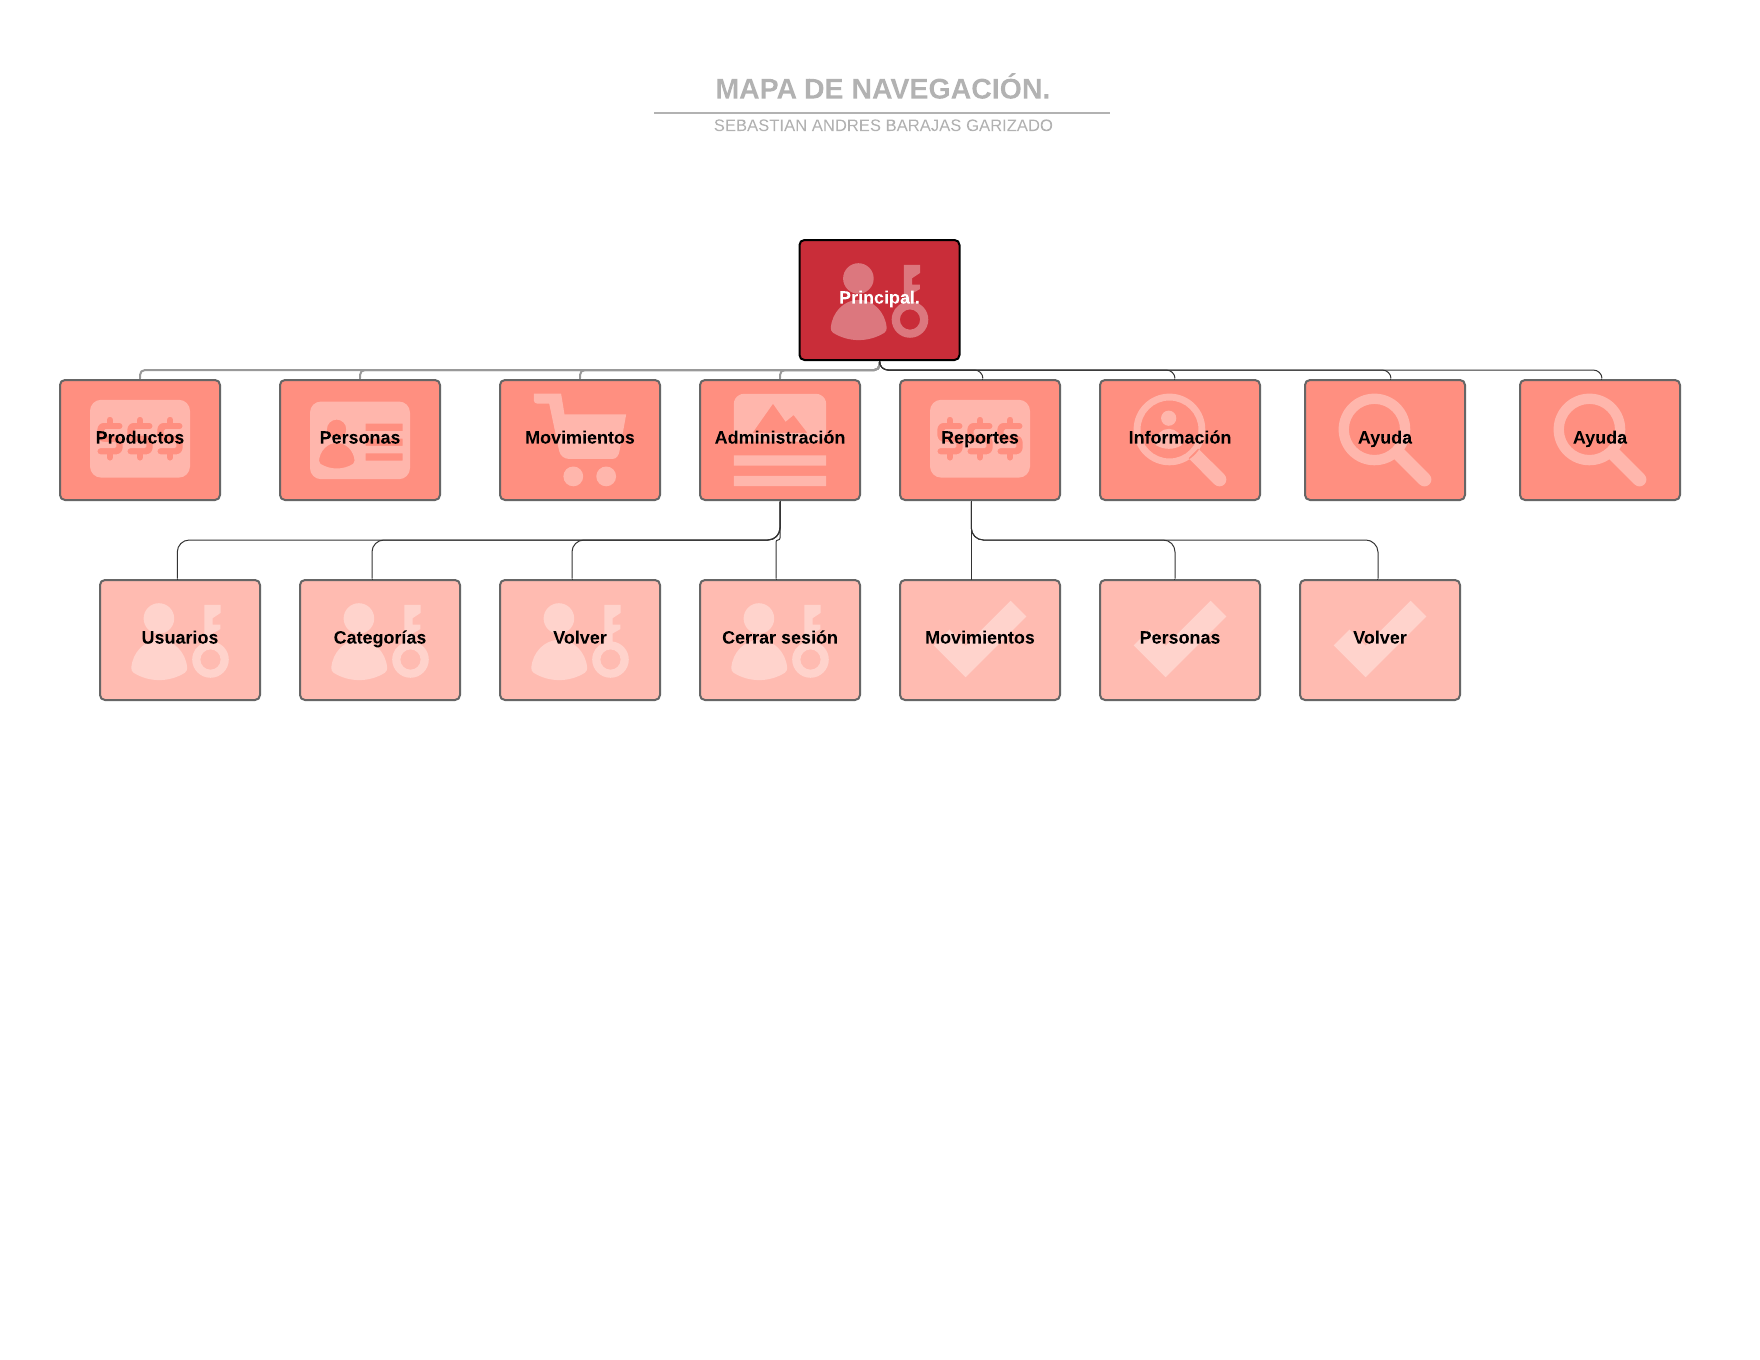 MAPA DE NAVEGACIÓN.
SEBASTIAN ANDRES BARAJAS GARIZADO
Principal.
Productos
Personas
Movimientos
Administración
Reportes
Información
Ayuda
Ayuda
Usuarios
Categorías
Volver
Cerrar sesión
Movimientos
Personas
Volver